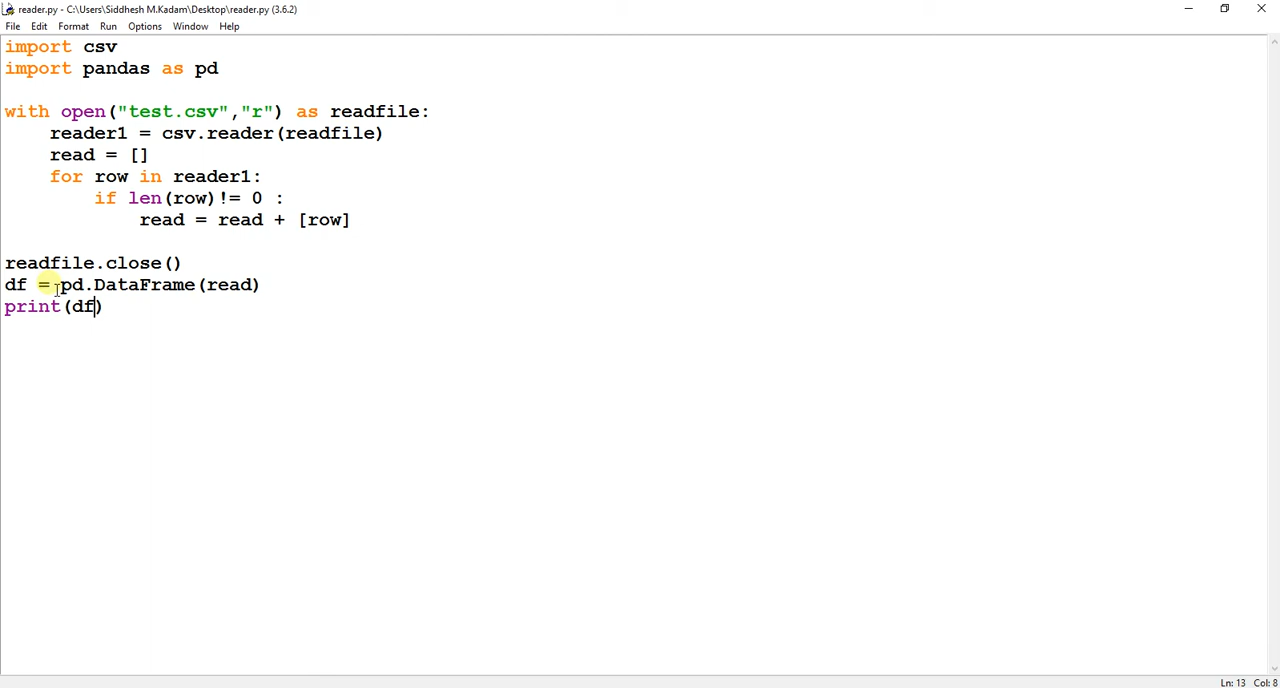 reader.py - C:\Users\Siddhesh M.Kadam\Desktop\reader.py (3.6.2)
File Edit Format Run Options Window Help
import csv
import pandas as pd
with open("test.csv","r") as readfile:
    reader1 = csv.reader(readfile)
    read = []
    for row in reader1:
        if len(row)!= 0 :
            read = read + [row]
readfile.close()
df = pd.DataFrame(read)
print(df)
Ln: 13 Col: 8